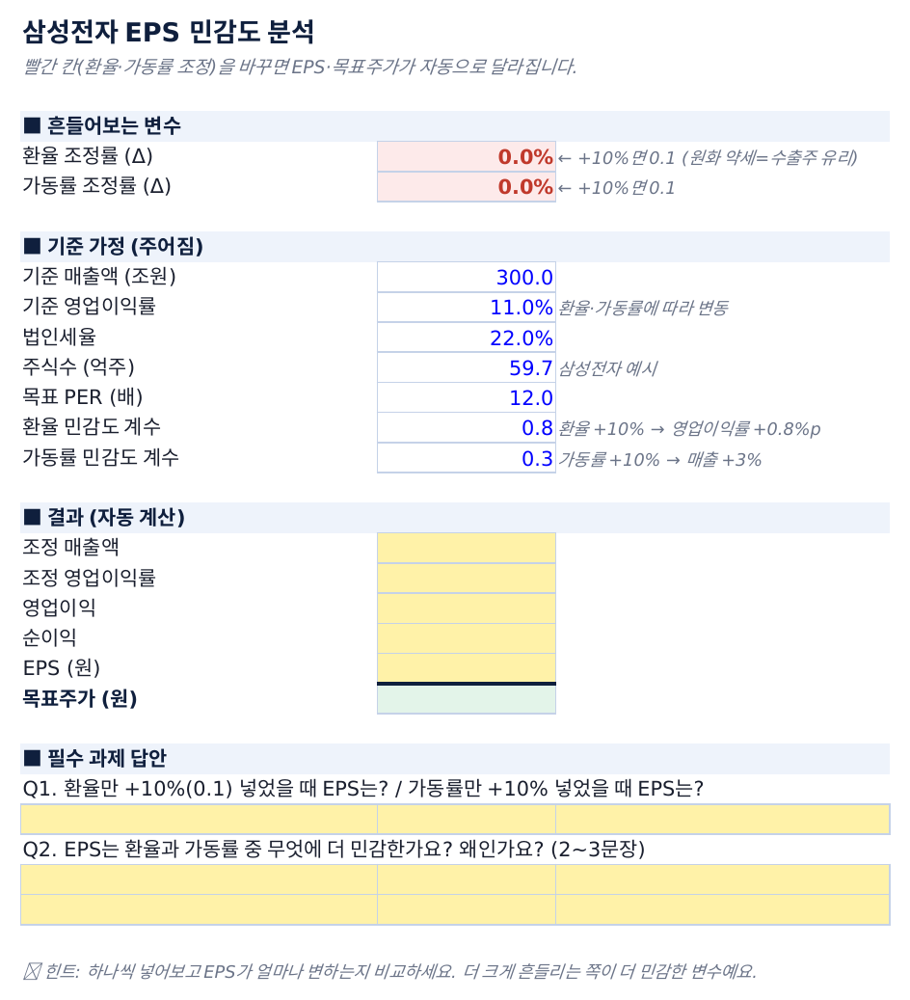 삼성전자 EPS 민감도 분석
빨간 칸(환율·가동률 조정)을 바꾸면 EPS·목표주가가 자동으로 달라집니다.
■ 흔들어보는 변수
환율 조정률 (Δ) 0.0% ← +10%면 0.1 (원화 약세=수출주 유리)
가동률 조정률 (Δ) 0.0% ← +10%면 0.1
■ 기준 가정 (주어짐)
기준 매출액 (조원) 300.0
기준 영업이익률 11.0% 환율·가동률에 따라 변동
법인세율 22.0%
주식수 (억주) 59.7 삼성전자 예시
목표 PER (배) 12.0
환율 민감도 계수 0.8 환율 +10% → 영업이익률 +0.8%p
가동률 민감도 계수 0.3 가동률 +10% → 매출 +3%
■ 결과 (자동 계산)
조정 매출액
조정 영업이익률
영업이익
순이익
EPS (원)
목표주가 (원)
■ 필수 과제 답안
Q1. 환율만 +10%(0.1) 넣었을 때 EPS는? / 가동률만 +10% 넣었을 때 EPS는?
Q2. EPS는 환율과 가동률 중 무엇에 더 민감한가요? 왜인가요? (2~3문장)
힌트: 하나씩 넣어보고 EPS가 얼마나 변하는지 비교하세요. 더 크게 흔들리는 쪽이 더 민감한 변수예요.